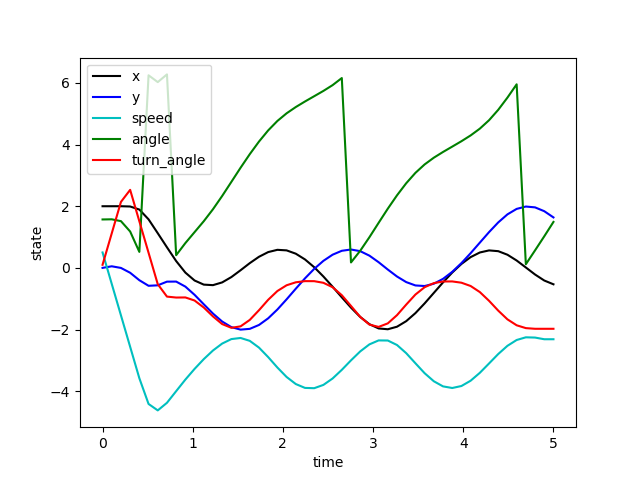 x
y
speed
angle
turn_angle
6
4
2
0
−2
−4
state
0 1 2 3 4 5
time